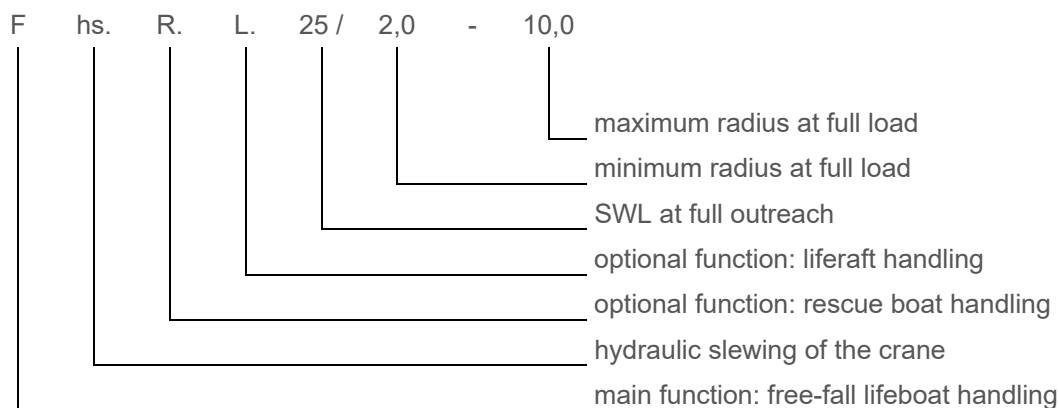 F hs. R. L. 25 / 2,0 - 10,0
maximum radius at full load
minimum radius at full load
SWL at full outreach
optional function: liferaft handling
optional function: rescue boat handling
hydraulic slewing of the crane
main function: free-fall lifeboat handling